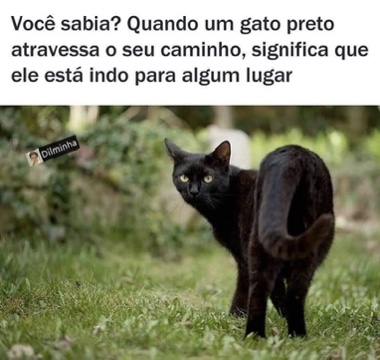 Você sabia? Quando um gato preto
atravessa o seu caminho, significa que
ele está indo para algum lugar
Dilminha